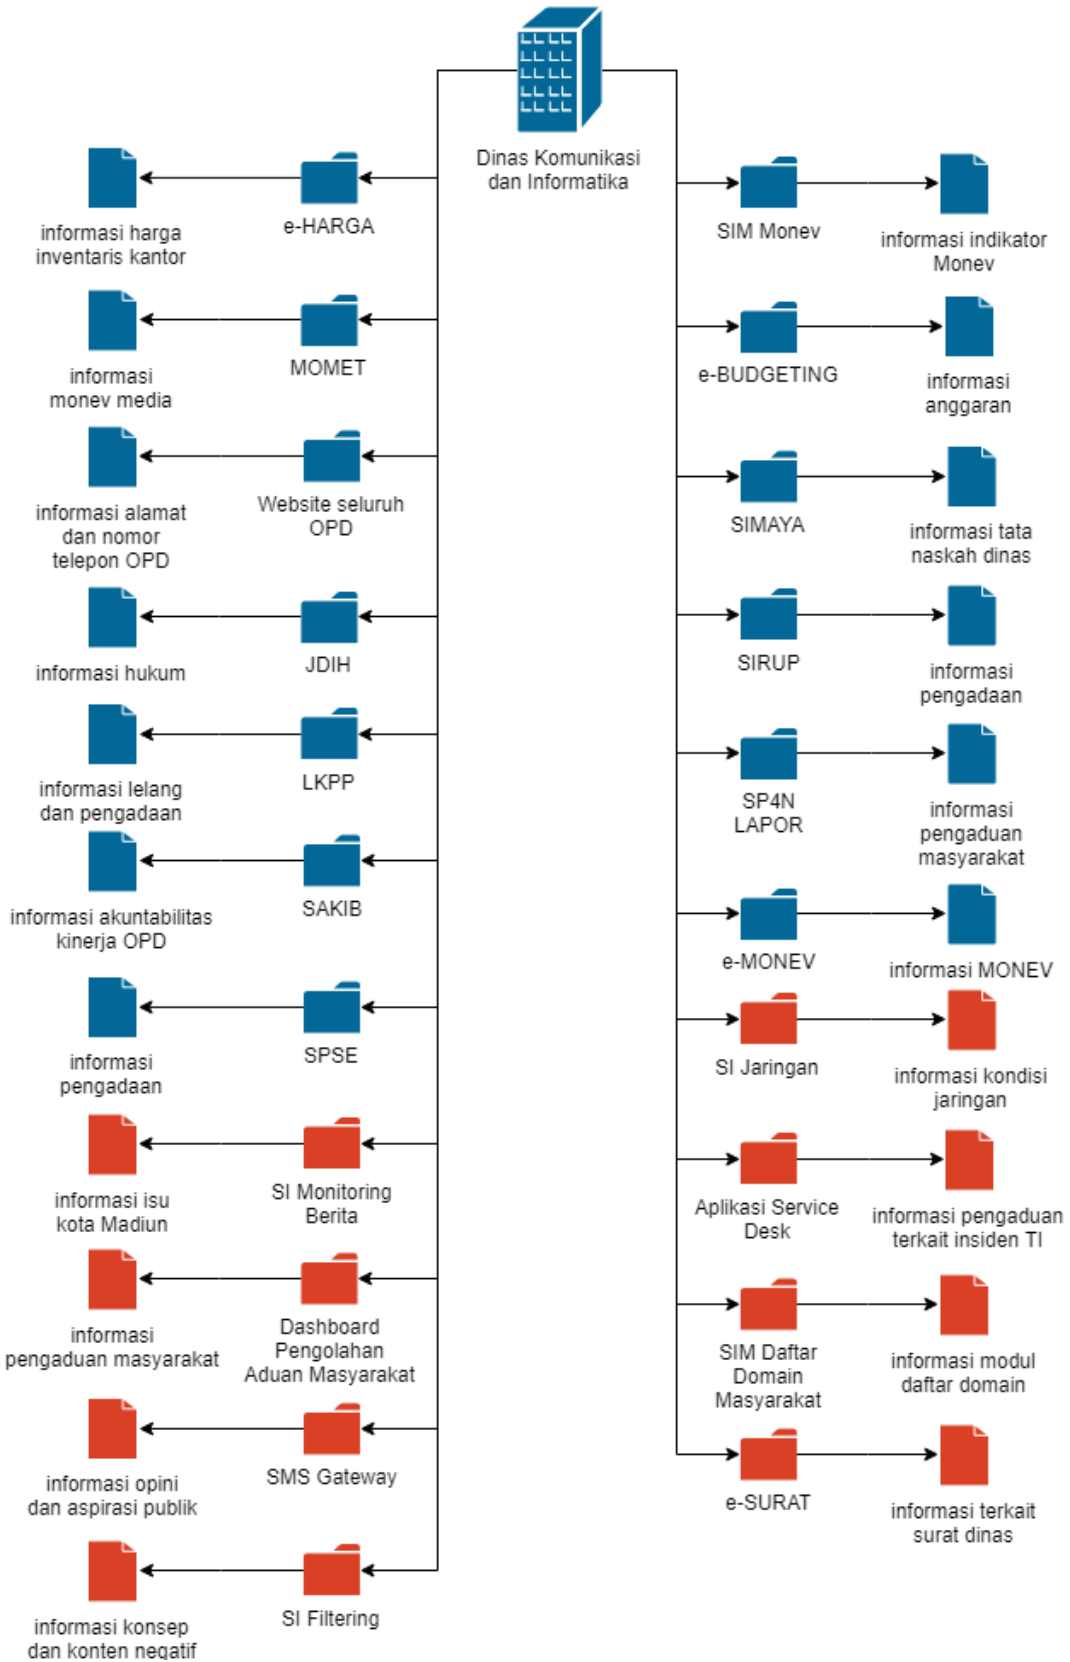 Dinas Komunikasi
dan Informatika
e-HARGA
informasi harga
inventaris kantor
MOMET
informasi
monev media
Website seluruh
OPD
informasi alamat
dan nomor
telepon OPD
JDIH
informasi hukum
LKPP
informasi lelang
dan pengadaan
SAKIB
informasi akuntabilitas
kinerja OPD
SPSE
informasi
pengadaan
SI Monitoring
Berita
informasi isu
kota Madiun
Dashboard
Pengolahan
Aduan Masyarakat
informasi
pengaduan masyarakat
SMS Gateway
informasi opini
dan aspirasi publik
SI Filtering
informasi konsep
dan konten negatif
SIM Monev
informasi indikator
Monev
e-BUDGETING
informasi
anggaran
SIMAYA
informasi tata
naskah dinas
SIRUP
informasi
pengadaan
SP4N
LAPOR
informasi
pengaduan
masyarakat
e-MONEV
informasi MONEV
SI Jaringan
informasi kondisi
jaringan
Aplikasi Service
Desk
informasi pengaduan
terkait insiden TI
SIM Daftar
Domain
Masyarakat
informasi modul
daftar domain
e-SURAT
informasi terkait
surat dinas